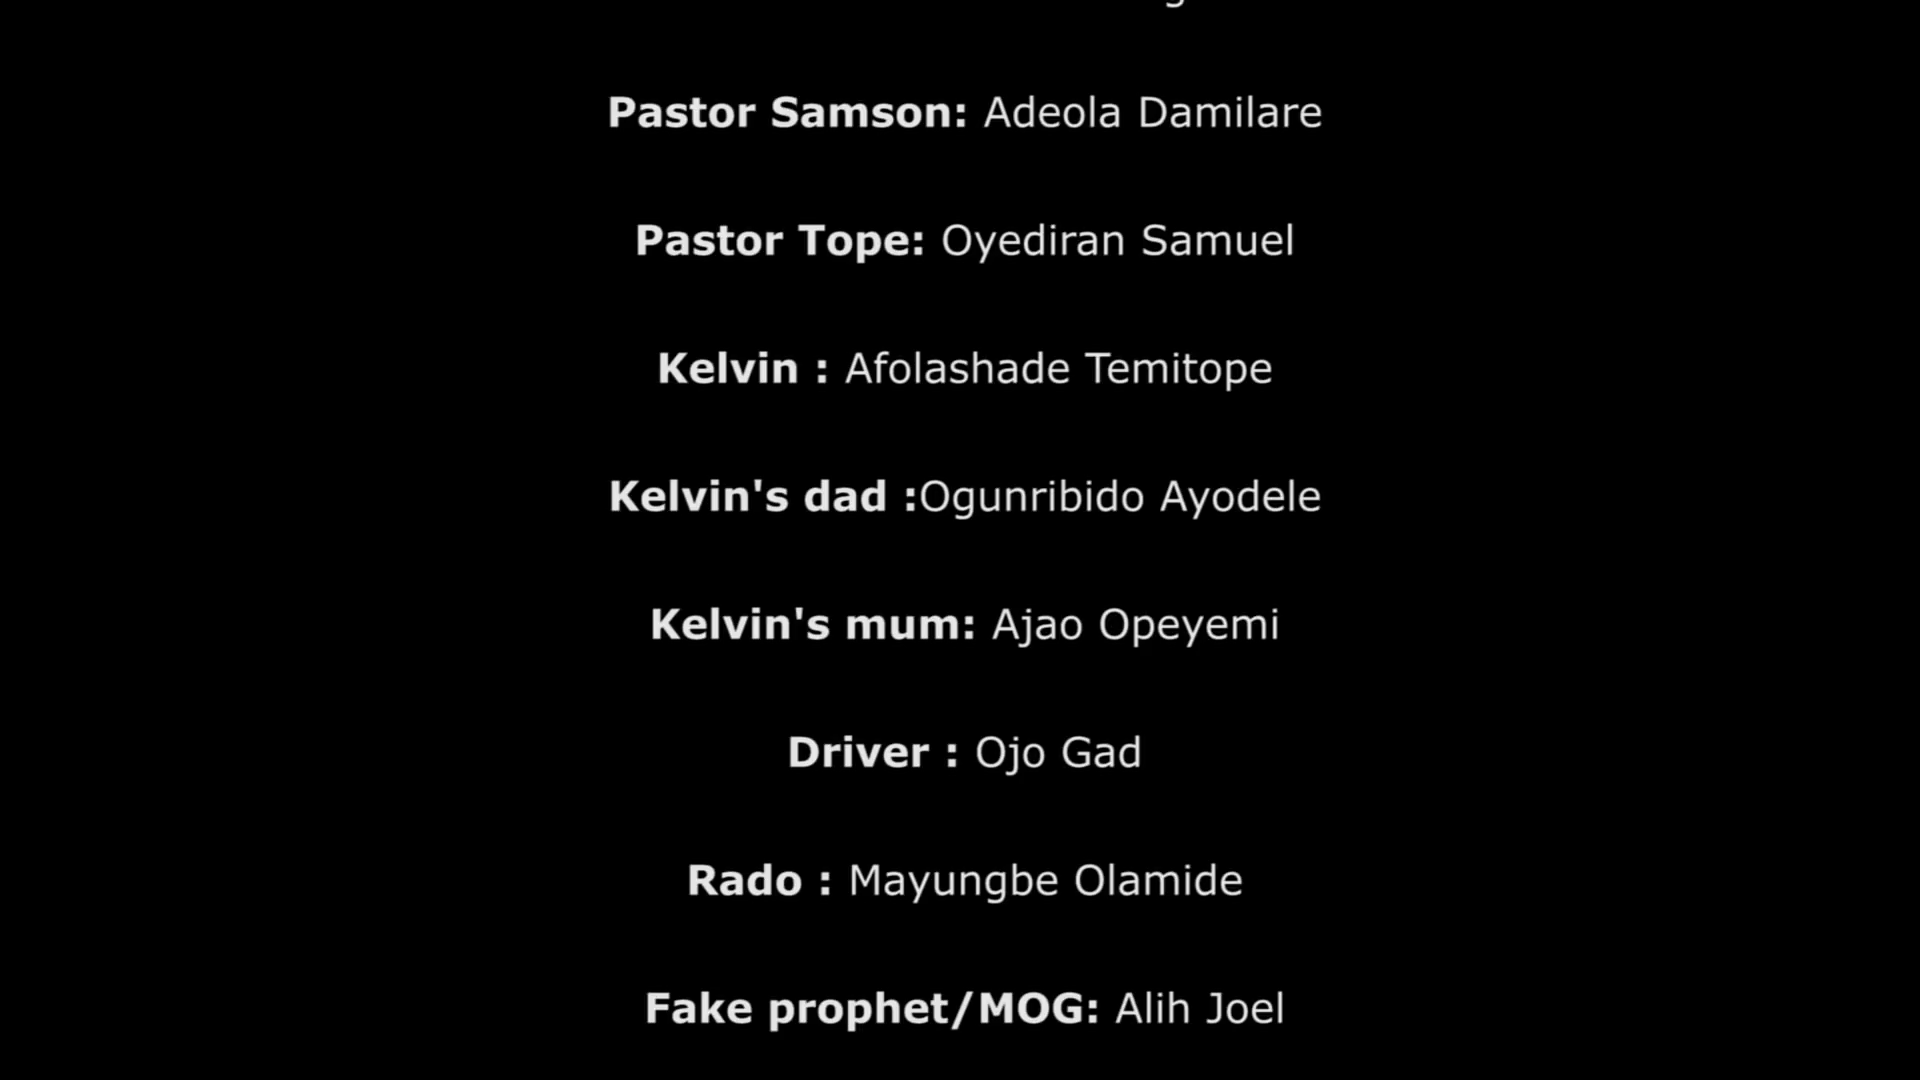 Pastor Samson: Adeola Damilare
Pastor Tope: Oyediran Samuel
Kelvin : Afolashade Temitope
Kelvin's dad :Ogunribido Ayodele
Kelvin's mum: Ajao Opeyemi
Driver : Ojo Gad
Rado : Mayungbe Olamide
Fake prophet/MOG: Alih Joel